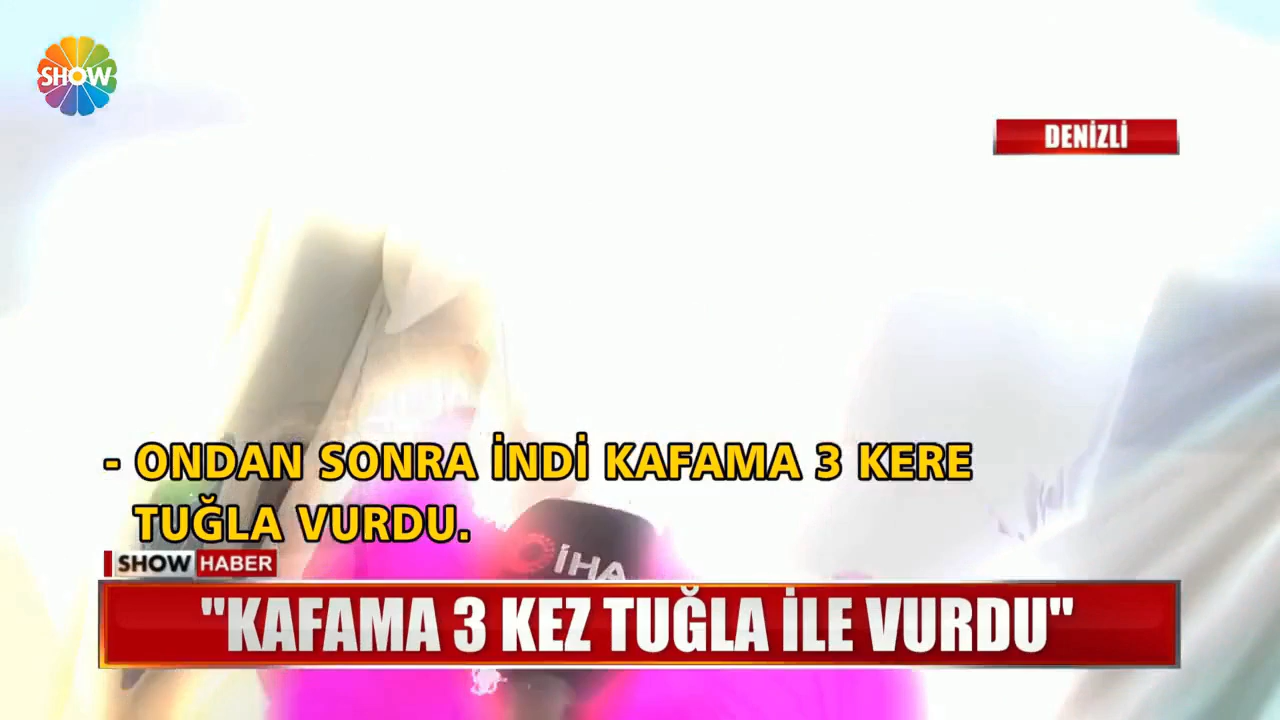 SHOW
DENİZLİ
- ONDAN SONRA İNDİ KAFAMA 3 KERE
TUĞLA VURDU.
İHA
SHOW HABER
"KAFAMA 3 KEZ TUĞLA İLE VURDU"